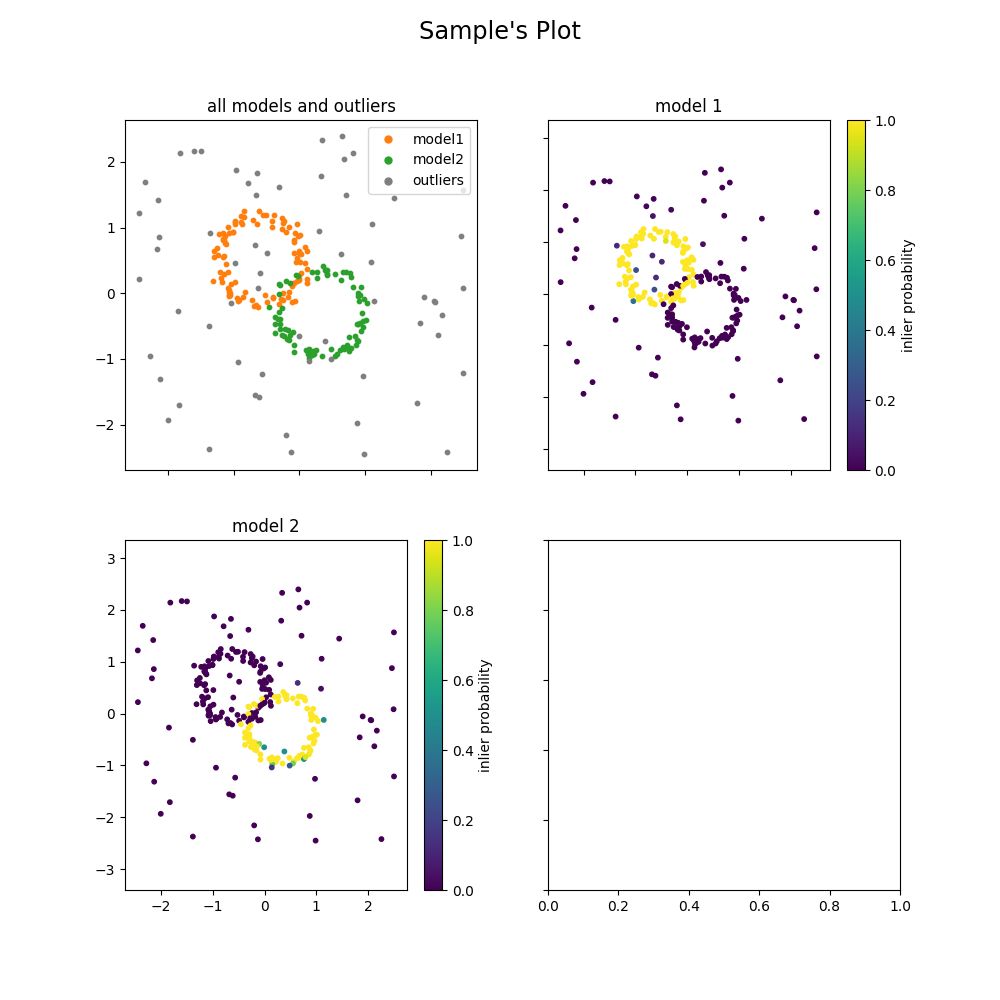 Sample's Plot
all models and outliers
model1
model2
outliers
2
1
0
−1
−2
model 1
1.0
0.8
0.6
0.4
0.2
0.0
inlier probability
model 2
3
2
1
0
−1
−2
−3
−2 −1 0 1 2
1.0
0.8
0.6
0.4
0.2
0.0
inlier probability
0.0 0.2 0.4 0.6 0.8 1.0